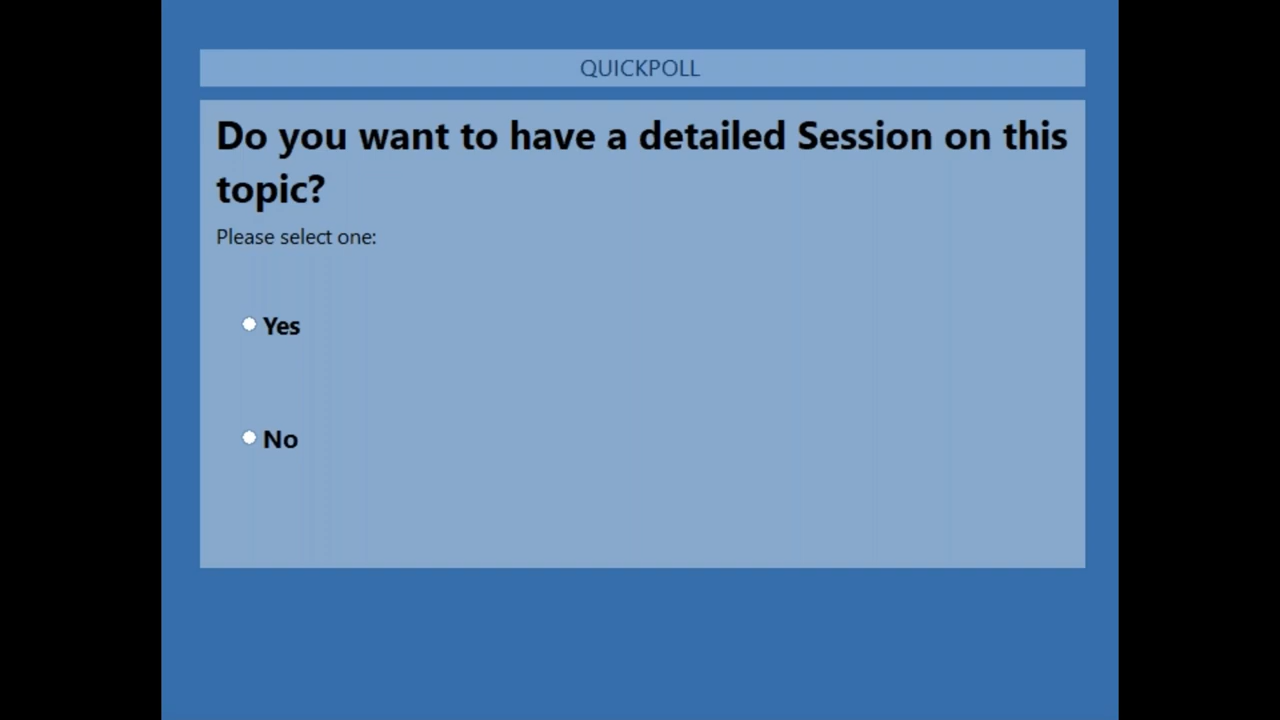 QUICKPOLL
Do you want to have a detailed Session on this
topic?
Please select one:
Yes
No